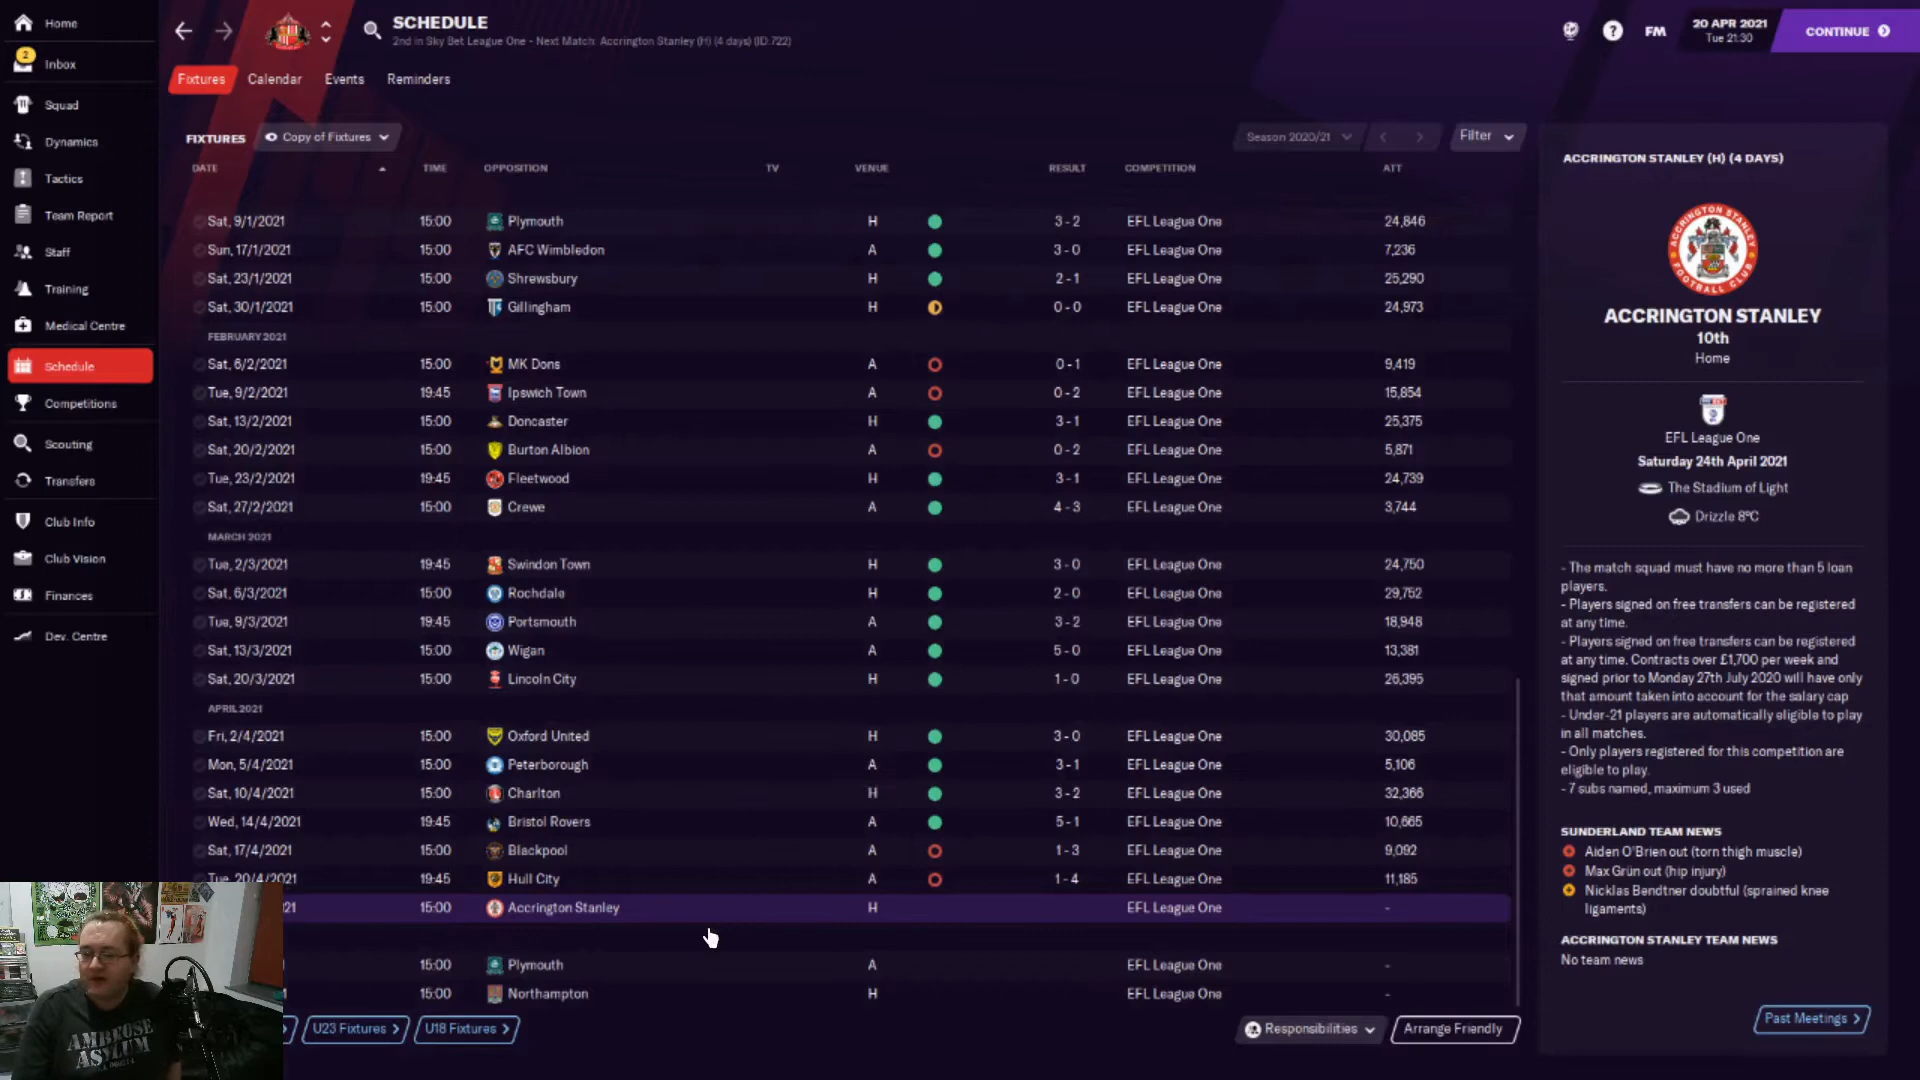 Home
Inbox
2
Squad
Dynamics
Tactics
Team Report
Staff
Training
Medical Centre
Schedule
Competitions
Scouting
Transfers
Club Info
Club Vision
Finances
Dev. Centre
SCHEDULE
2nd in Sky Bet League One - Next Match: Accrington Stanley (H) (4 days) (ID:722)
FM
20 APR 2021
Tue 21:30
CONTINUE
Fixtures Calendar Events Reminders
FIXTURES Copy of Fixtures Season 2020/21 Filter
DATE TIME OPPOSITION TV VENUE RESULT COMPETITION ATT
Sat, 9/1/2021 15:00 Plymouth H 3 - 2 EFL League One 24,846
Sun, 17/1/2021 15:00 AFC Wimbledon A 3 - 0 EFL League One 7,236
Sat, 23/1/2021 15:00 Shrewsbury H 2 - 1 EFL League One 25,290
Sat, 30/1/2021 15:00 Gillingham H 0 - 0 EFL League One 24,973
FEBRUARY 2021
Sat, 6/2/2021 15:00 MK Dons A 0 - 1 EFL League One 9,419
Tue, 9/2/2021 19:45 Ipswich Town A 0 - 2 EFL League One 15,854
Sat, 13/2/2021 15:00 Doncaster H 3 - 1 EFL League One 25,375
Sat, 20/2/2021 15:00 Burton Albion A 0 - 2 EFL League One 5,871
Tue, 23/2/2021 19:45 Fleetwood H 3 - 1 EFL League One 24,739
Sat, 27/2/2021 15:00 Crewe A 4 - 3 EFL League One 3,744
MARCH 2021
Tue, 2/3/2021 19:45 Swindon Town H 3 - 0 EFL League One 24,750
Sat, 6/3/2021 15:00 Rochdale H 2 - 0 EFL League One 29,752
Tue, 9/3/2021 19:45 Portsmouth A 3 - 2 EFL League One 18,948
Sat, 13/3/2021 15:00 Wigan A 5 - 0 EFL League One 13,381
Sat, 20/3/2021 15:00 Lincoln City H 1 - 0 EFL League One 26,395
APRIL 2021
Fri, 2/4/2021 15:00 Oxford United H 3 - 0 EFL League One 30,085
Mon, 5/4/2021 15:00 Peterborough A 3 - 1 EFL League One 5,106
Sat, 10/4/2021 15:00 Charlton H 3 - 2 EFL League One 32,366
Wed, 14/4/2021 19:45 Bristol Rovers A 5 - 1 EFL League One 10,665
Sat, 17/4/2021 15:00 Blackpool A 1 - 3 EFL League One 9,092
Tue, 20/4/2021 19:45 Hull City A 1 - 4 EFL League One 11,185
21 15:00 Accrington Stanley H EFL League One -
15:00 Plymouth A EFL League One -
15:00 Northampton H EFL League One -
U23 Fixtures U18 Fixtures Responsibilities Arrange Friendly
ACCRINGTON STANLEY (H) (4 DAYS)
ACCRINGTON STANLEY
FOOTBALL CLUB
ACCRINGTON STANLEY
10th
Home
EFL League One
Saturday 24th April 2021
The Stadium of Light
Drizzle 8°C
- The match squad must have no more than 5 loan
players.
- Players signed on free transfers can be registered
at any time.
- Players signed on free transfers can be registered
at any time. Contracts over £1,700 per week and
signed prior to Monday 27th July 2020 will have only
that amount taken into account for the salary cap
- Under-21 players are automatically eligible to play
in all matches.
- Only players registered for this competition are
eligible to play.
- 7 subs named, maximum 3 used
SUNDERLAND TEAM NEWS
Aiden O'Brien out (torn thigh muscle)
Max Grün out (hip injury)
Nicklas Bendtner doubtful (sprained knee
ligaments)
ACCRINGTON STANLEY TEAM NEWS
No team news
Past Meetings
AMBROSE
ASYLUM